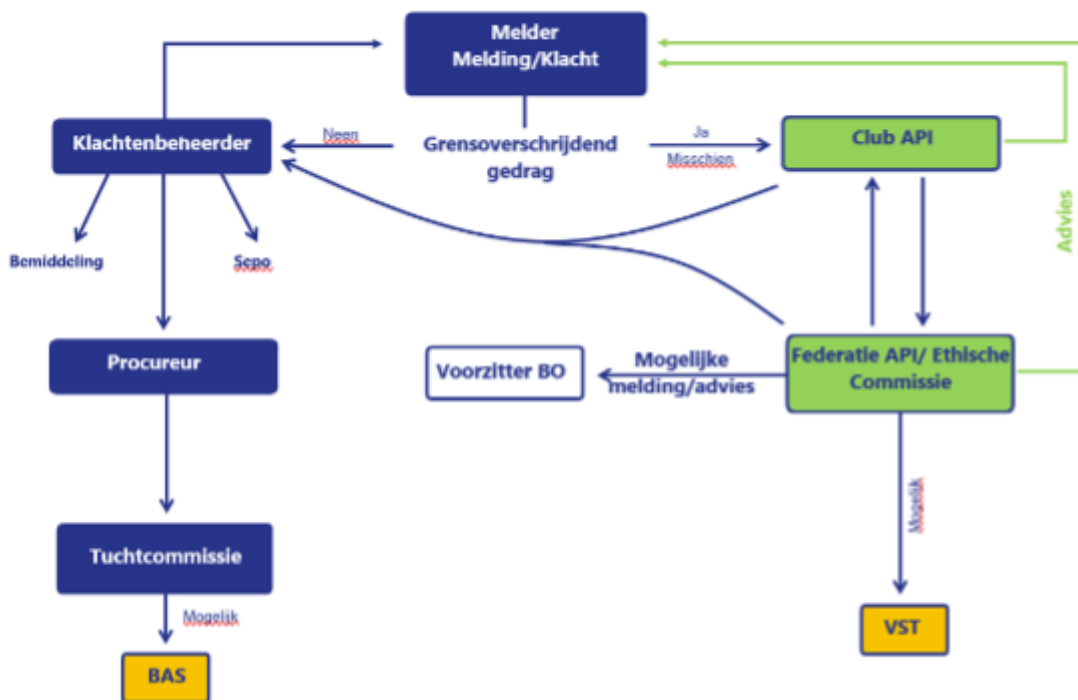 Melder
Melding/Klacht
Klachtenbeheerder
Neen
Grensoverschrijdend
gedrag
Ja
Misschien
Club API
Advies
Bemiddeling
Sepo
Procureur
Voorzitter BO
Mogelijke
melding/advies
Federatie API/ Ethische
Commissie
Mogelijk
Tuchtcommissie
Mogelijk
VST
BAS